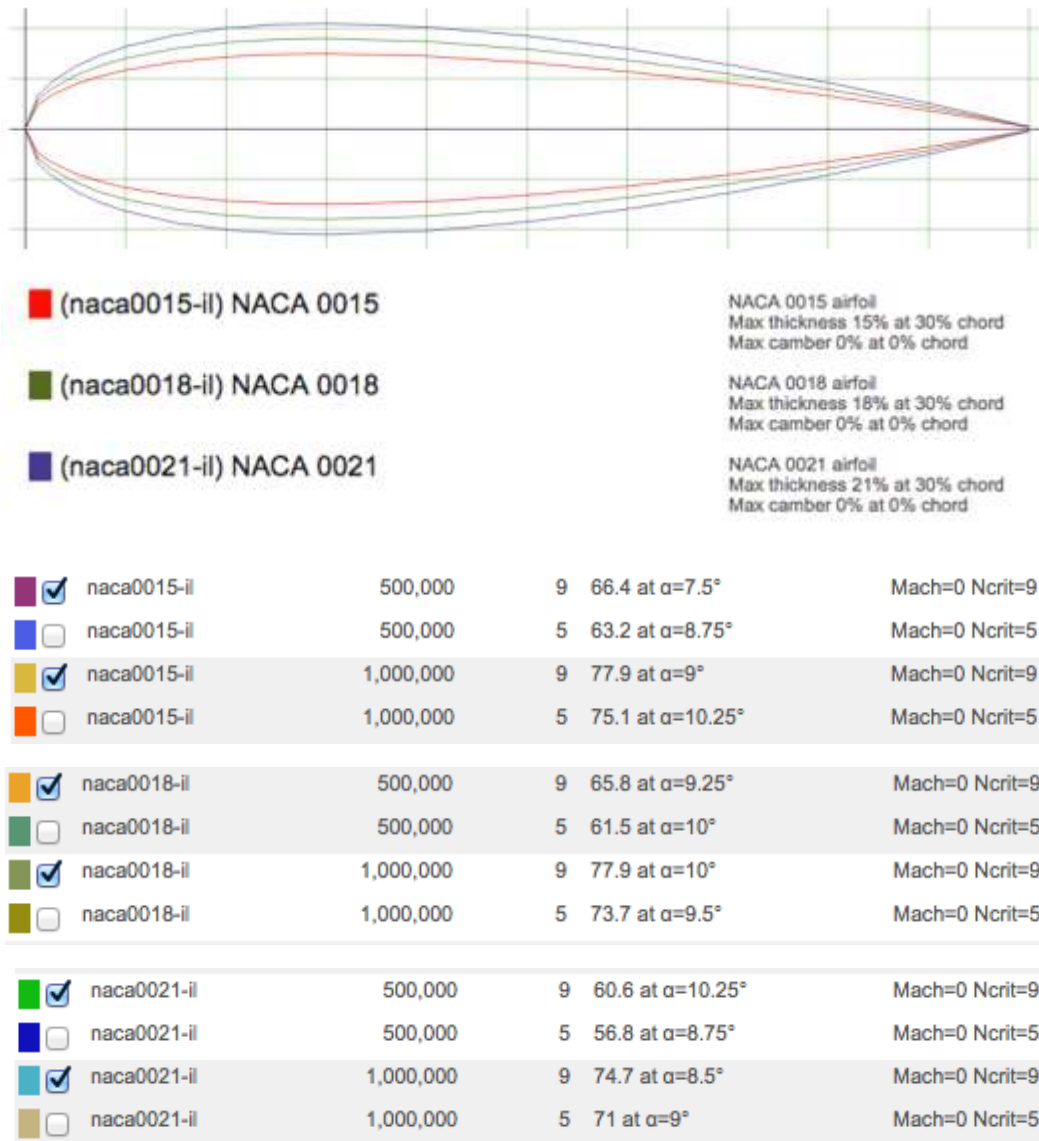 (naca0015-il) NACA 0015
NACA 0015 airfoil
Max thickness 15% at 30% chord
Max camber 0% at 0% chord
(naca0018-il) NACA 0018
NACA 0018 airfoil
Max thickness 18% at 30% chord
Max camber 0% at 0% chord
(naca0021-il) NACA 0021
NACA 0021 airfoil
Max thickness 21% at 30% chord
Max camber 0% at 0% chord
naca0015-il 500,000 9 66.4 at α=7.5° Mach=0 Ncrit=9
naca0015-il 500,000 5 63.2 at α=8.75° Mach=0 Ncrit=5
naca0015-il 1,000,000 9 77.9 at α=9° Mach=0 Ncrit=9
naca0015-il 1,000,000 5 75.1 at α=10.25° Mach=0 Ncrit=5
naca0018-il 500,000 9 65.8 at α=9.25° Mach=0 Ncrit=9
naca0018-il 500,000 5 61.5 at α=10° Mach=0 Ncrit=5
naca0018-il 1,000,000 9 77.9 at α=10° Mach=0 Ncrit=9
naca0018-il 1,000,000 5 73.7 at α=9.5° Mach=0 Ncrit=5
naca0021-il 500,000 9 60.6 at α=10.25° Mach=0 Ncrit=9
naca0021-il 500,000 5 56.8 at α=8.75° Mach=0 Ncrit=5
naca0021-il 1,000,000 9 74.7 at α=8.5° Mach=0 Ncrit=9
naca0021-il 1,000,000 5 71 at α=9° Mach=0 Ncrit=5